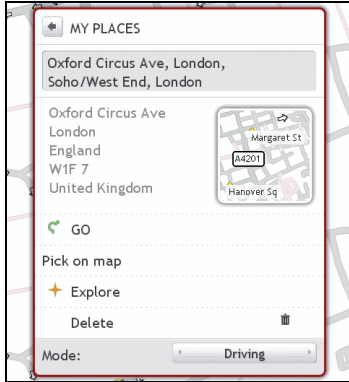 MY PLACES
Oxford Circus Ave, London,
Soho/West End, London
Oxford Circus Ave
London
England
W1F 7
United Kingdom
Margaret St
A4201
Hanover Sq
GO
Pick on map
Explore
Delete
Mode:
Driving